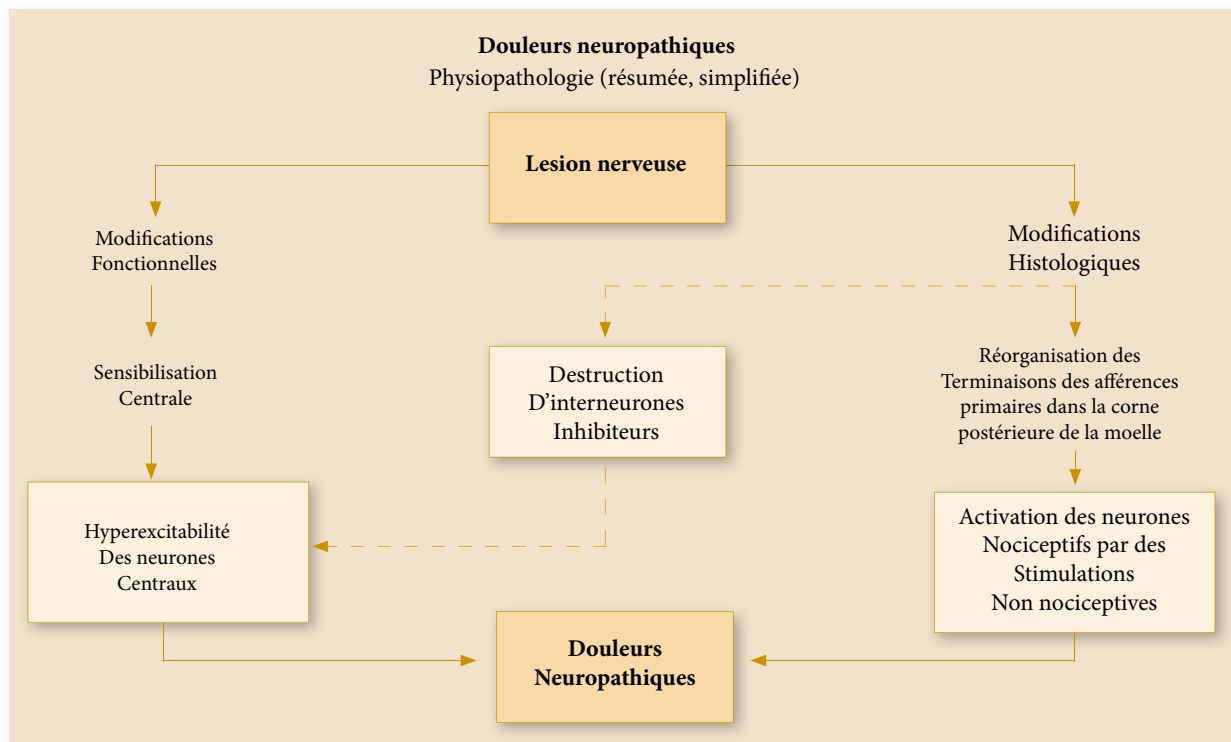 Douleurs neuropathiques
Physiopathologie (résumée, simplifiée)
Lesion nerveuse
Modifications
Fonctionnelles
Modifications
Histologiques
Sensibilisation
Centrale
Destruction
D'interneurones
Inhibiteurs
Réorganisation des
Terminaisons des afférences
primaires dans la corne
postérieure de la moelle
Hyperexcitabilité
Des neurones
Centraux
Activation des neurones
Nociceptifs par des
Stimulations
Non nociceptives
Douleurs
Neuropathiques